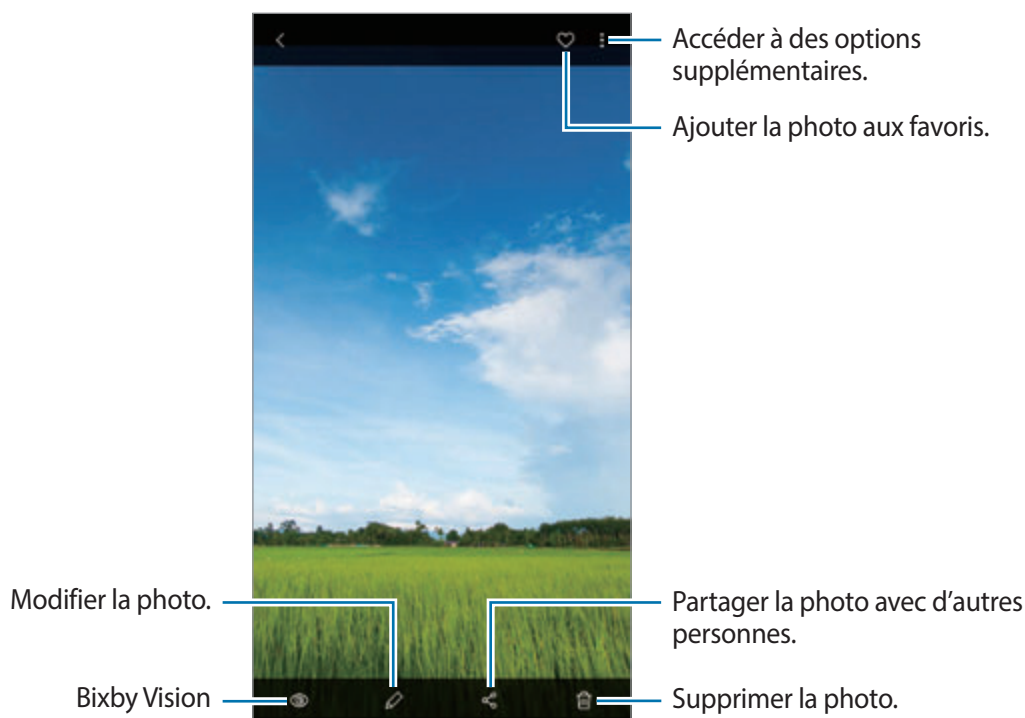 Accéder à des options
supplémentaires.
Ajouter la photo aux favoris.
Modifier la photo.
Partager la photo avec d’autres
personnes.
Bixby Vision
Supprimer la photo.